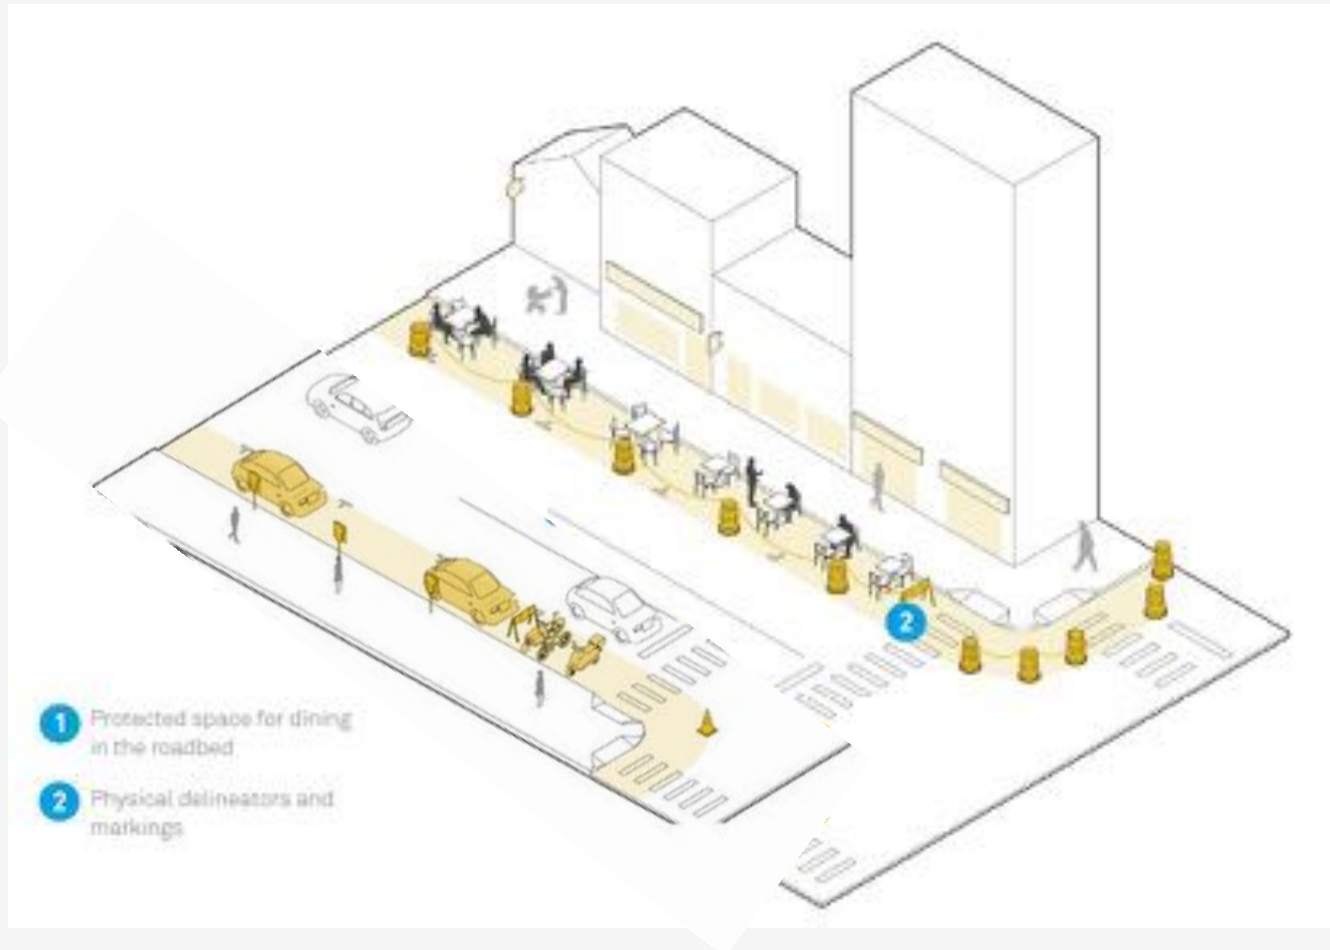 2
1 Protected space for dining
in the roadbed
2 Physical delineators and
markings